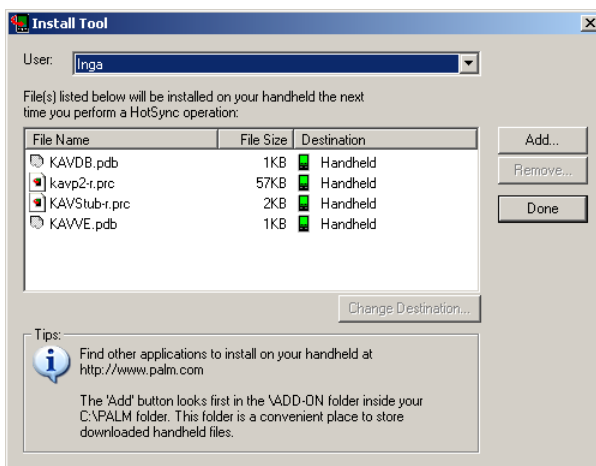 Install Tool
User: Inga
File(s) listed below will be installed on your handheld the next
time you perform a HotSync operation:
File Name File Size Destination
KAVDB.pdb 1KB Handheld
kavp2-r.prc 57KB Handheld
KAVStub-r.prc 2KB Handheld
KAVVE.pdb 1KB Handheld
Add...
Remove...
Done
Change Destination...
Tips:
Find other applications to install on your handheld at
http://www.palm.com
The 'Add' button looks first in the \ADD-ON folder inside your
C:\PALM folder. This folder is a convenient place to store
downloaded handheld files.